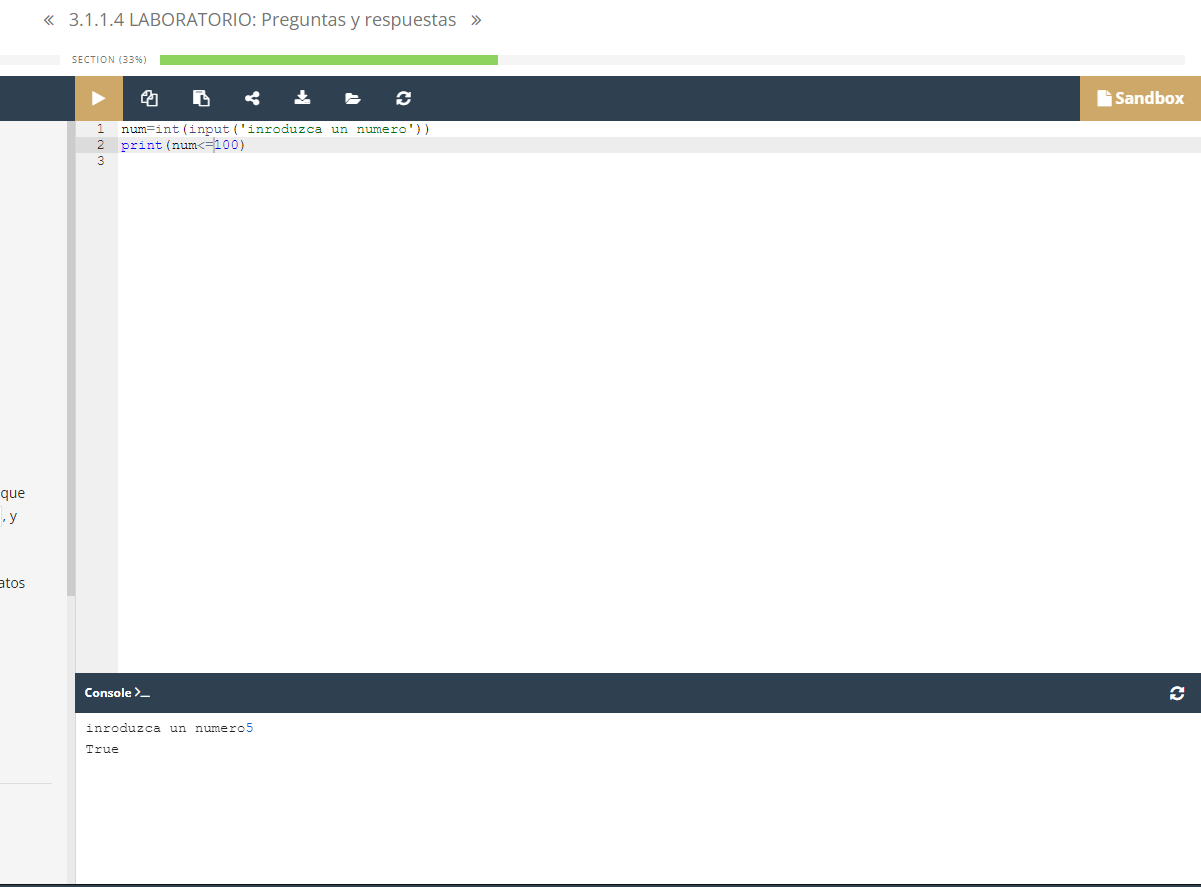 « 3.1.1.4 LABORATORIO: Preguntas y respuestas »
SECTION (33%)
Sandbox
1 num=int(input('inroduzca un numero'))
2 print(num<=100)
3
que
, y
atos
Console >_
inroduzca un numero5
True